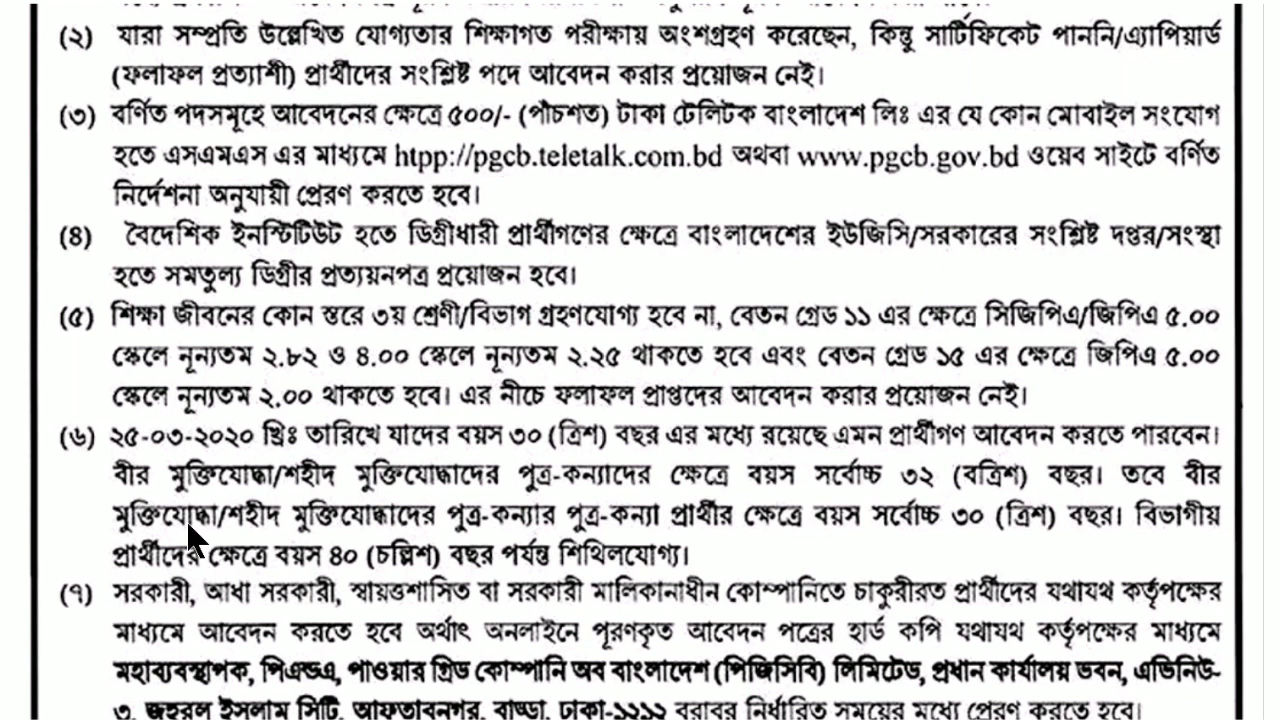 (২) যারা সম্প্রতি উল্লেখিত যোগ্যতার শিক্ষাগত পরীক্ষায় অংশগ্রহণ করেছেন, কিন্তু সার্টিফিকেট পাননি/এ্যাপিয়ার্ড
(ফলাফল প্রত্যাশী) প্রার্থীদের সংশ্লিষ্ট পদে আবেদন করার প্রয়োজন নেই।
(৩) বর্ণিত পদসমূহে আবেদনের ক্ষেত্রে ৫০০/- (পাঁচশত) টাকা টেলিটক বাংলাদেশ লিঃ এর যে কোন মোবাইল সংযোগ
হতে এসএমএস এর মাধ্যমে htpp://pgcb.teletalk.com.bd অথবা www.pgcb.gov.bd ওয়েব সাইটে বর্ণিত
নির্দেশনা অনুযায়ী প্রেরণ করতে হবে।
(৪) বৈদেশিক ইনস্টিটিউট হতে ডিগ্রীধারী প্রার্থীগণের ক্ষেত্রে বাংলাদেশের ইউজিসি/সরকারের সংশ্লিষ্ট দপ্তর/সংস্থা
হতে সমতুল্য ডিগ্রীর প্রত্যয়নপত্র প্রয়োজন হবে।
(৫) শিক্ষা জীবনের কোন স্তরে ৩য় শ্রেণী/বিভাগ গ্রহণযোগ্য হবে না, বেতন গ্রেড ১১ এর ক্ষেত্রে সিজিপিএ/জিপিএ ৫.০০
স্কেলে নূন্যতম ২.৮২ ও ৪.০০ স্কেলে নূন্যতম ২.২৫ থাকতে হবে এবং বেতন গ্রেড ১৫ এর ক্ষেত্রে জিপিএ ৫.০০
স্কেলে নূন্যতম ২.০০ থাকতে হবে। এর নীচে ফলাফল প্রাপ্তদের আবেদন করার প্রয়োজন নেই।
(৬) ২৫-০৩-২০২০ খ্রিঃ তারিখে যাদের বয়স ৩০ (ত্রিশ) বছর এর মধ্যে রয়েছে এমন প্রার্থীগণ আবেদন করতে পারবেন।
বীর মুক্তিযোদ্ধা/শহীদ মুক্তিযোদ্ধাদের পুত্র-কন্যাদের ক্ষেত্রে বয়স সর্বোচ্চ ৩২ (বত্রিশ) বছর। তবে বীর
মুক্তিযোদ্ধা/শহীদ মুক্তিযোদ্ধাদের পুত্র-কন্যার পুত্র-কন্যা প্রার্থীর ক্ষেত্রে বয়স সর্বোচ্চ ৩০ (ত্রিশ) বছর। বিভাগীয়
প্রার্থীদের ক্ষেত্রে বয়স ৪০ (চল্লিশ) বছর পর্যন্ত শিথিলযোগ্য।
(৭) সরকারী, আধা সরকারী, স্বায়ত্তশাসিত বা সরকারী মালিকানাধীন কোম্পানিতে চাকুরীরত প্রার্থীদের যথাযথ কর্তৃপক্ষের
মাধ্যমে আবেদন করতে হবে অর্থাৎ অনলাইনে পূরণকৃত আবেদন পত্রের হার্ড কপি যথাযথ কর্তৃপক্ষের মাধ্যমে
মহাব্যবস্থাপক, পিএন্ডএ, পাওয়ার গ্রিড কোম্পানি অব বাংলাদেশ (পিজিসিবি) লিমিটেড, প্রধান কার্যালয় ভবন, এভিনিউ-
৩, জহুরুল ইসলাম সিটি, আফতাবনগর, বাড্ডা, ঢাকা-১২১২ বরাবর নির্ধারিত সময়ের মধ্যে প্রেরণ করতে হবে।